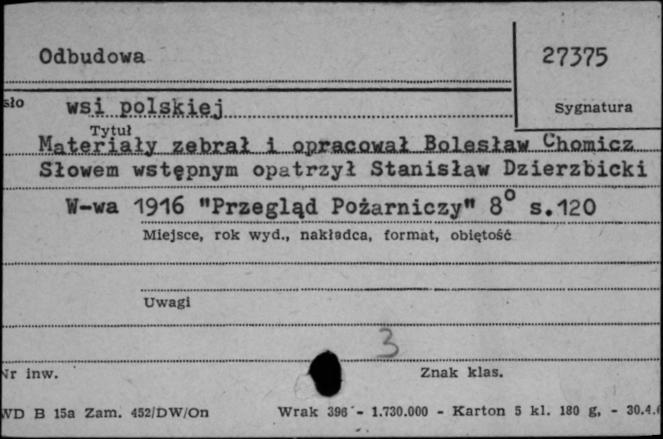 Odbudowa
27375
sło
wsi polskiej
Sygnatura
Tytuł
Materiały zebrał i opracował Bolesław Chomicz
Słowem wstępnym opatrzył Stanisław Dzierzbicki
W-wa 1916 "Przegląd Pożarniczy" 8° s.120
Miejsce, rok wyd., nakładca, format, objętość
Uwagi
3
Nr inw.
Znak klas.
WD B 15a Zam. 452/DW/On
Wrak 396 - 1.730.000 - Karton 5 kl. 180 g, - 30.4.